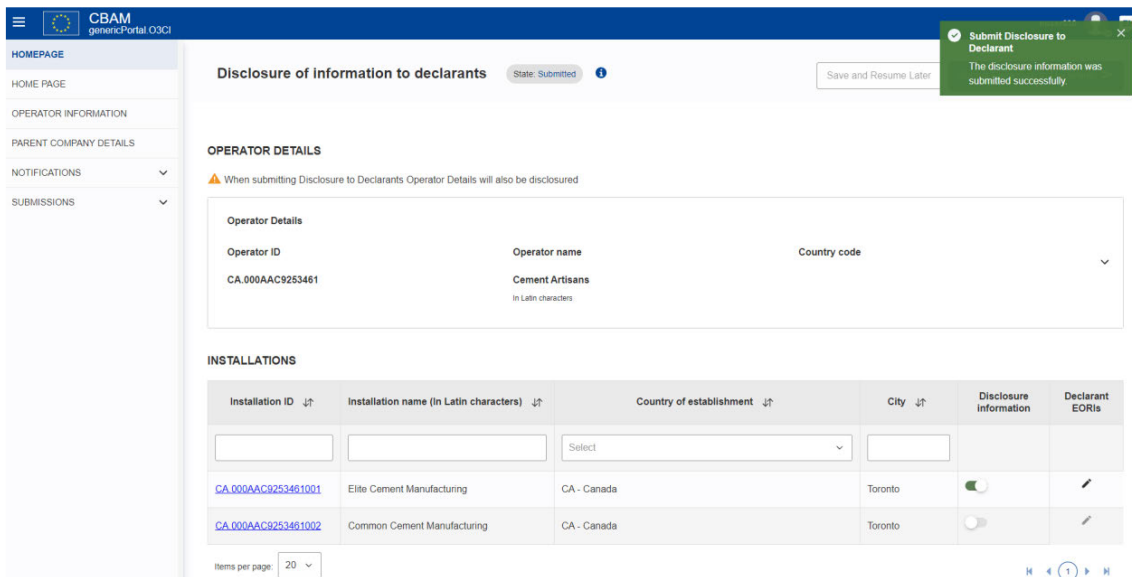 CBAM
genericPortal.O3CI
Submit Disclosure to
Declarant
The disclosure information was
submitted successfully.
HOMEPAGE
HOME PAGE
OPERATOR INFORMATION
PARENT COMPANY DETAILS
NOTIFICATIONS
SUBMISSIONS
Disclosure of information to declarants
State: Submitted
Save and Resume Later
OPERATOR DETAILS
When submitting Disclosure to Declarants Operator Details will also be disclosed
Operator Details
Operator ID Operator name Country code
CA.000AAC9253461 Cement Artisans
In Latin characters
INSTALLATIONS
Installation ID Installation name (In Latin characters) Country of establishment City Disclosure information Declarant EORIs
Select
CA.000AAC9253461001 Elite Cement Manufacturing CA - Canada Toronto
CA.000AAC9253461002 Common Cement Manufacturing CA - Canada Toronto
Items per page: 20 1